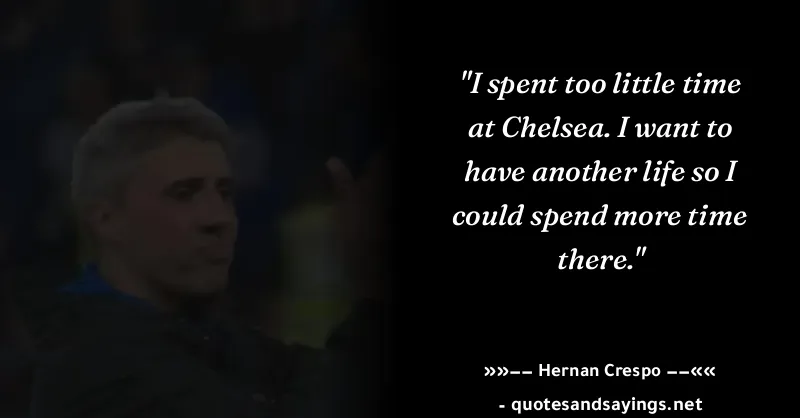 "I spent too little time
at Chelsea. I want to
have another life so I
could spend more time
there."
»»−− Hernan Crespo −−««
- quotesandsayings.net